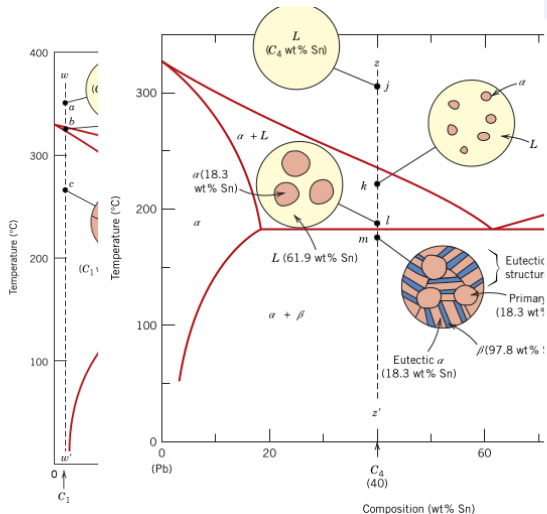 400
300
200
100
0
Temperature (°C)
w
a
b
c
w'
C1
(C1
300
200
100
0
Temperature (°C)
L
(C4 wt% Sn)
z
j
α
L
α + L
α(18.3
wt% Sn)
k
l
m
α
L (61.9 wt% Sn)
Eutectic
structure
Primary
(18.3 wt%
α + β
β(97.8 wt%
Eutectic α
(18.3 wt% Sn)
z'
0
(Pb)
20
C4
(40)
60
Composition (wt% Sn)